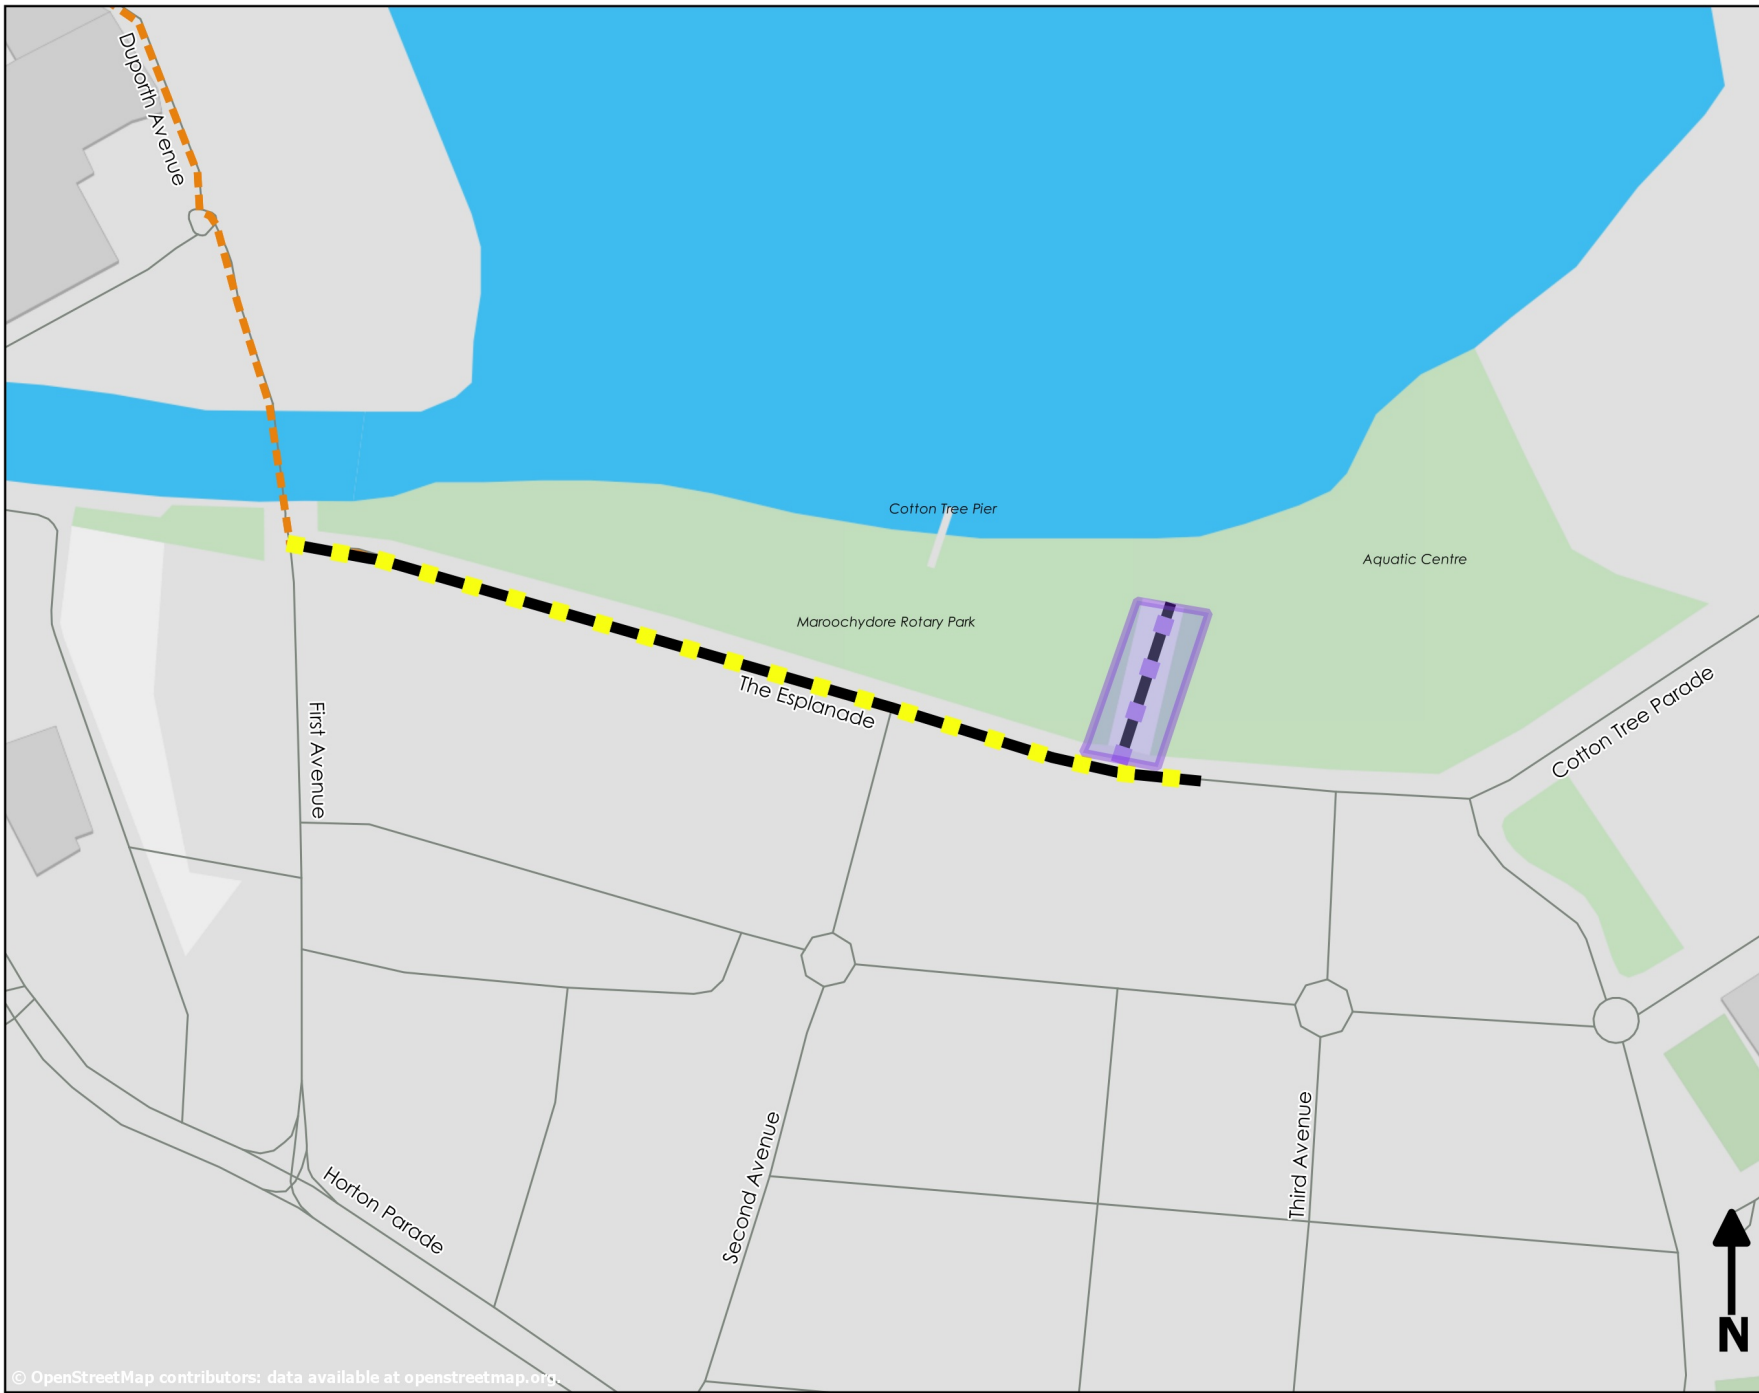 Duporth Avenue
Cotton Tree Pier
Aquatic Centre
Maroochydore Rotary Park
The Esplanade
First Avenue
Cotton Tree Parade
Third Avenue
Second Avenue
Horton Parade
N
© OpenStreetMap contributors: data available at openstreetmap.org.